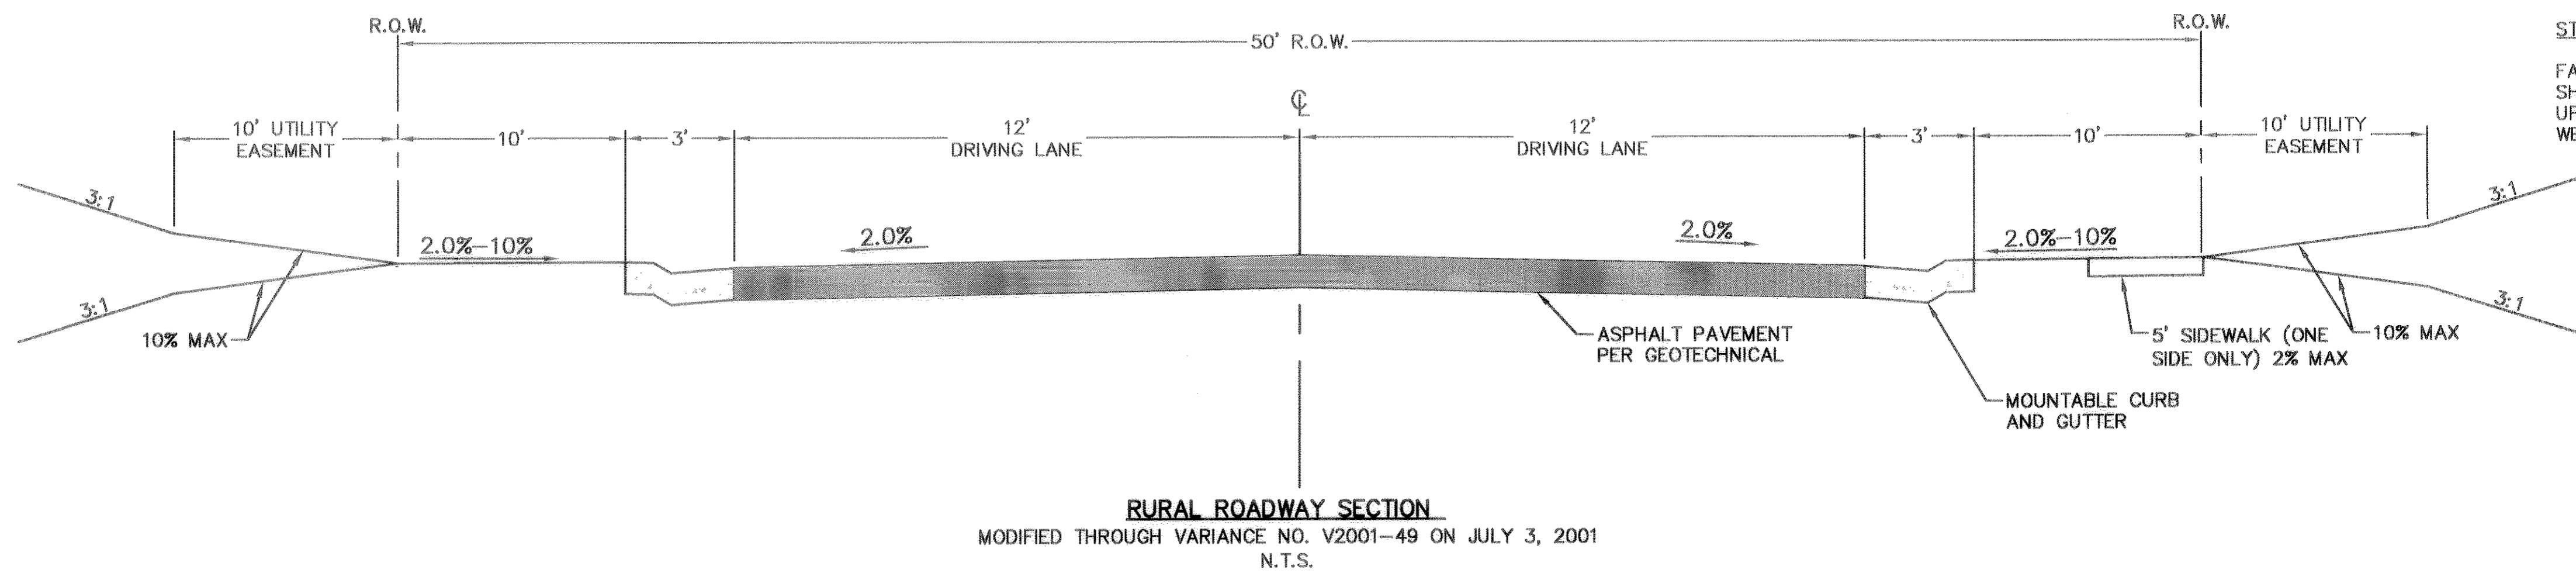 R.O.W.
R.O.W.
50' R.O.W.
℄
10' UTILITY
EASEMENT
10'
3'
12'
DRIVING LANE
12'
DRIVING LANE
3'
10'
10' UTILITY
EASEMENT
3:1
3:1
2.0%-10%
2.0%
2.0%
2.0%-10%
3:1
3:1
10% MAX
ASPHALT PAVEMENT
PER GEOTECHNICAL
5' SIDEWALK (ONE
SIDE ONLY) 2% MAX
10% MAX
MOUNTABLE CURB
AND GUTTER
RURAL ROADWAY SECTION
MODIFIED THROUGH VARIANCE NO. V2001-49 ON JULY 3, 2001
N.T.S.